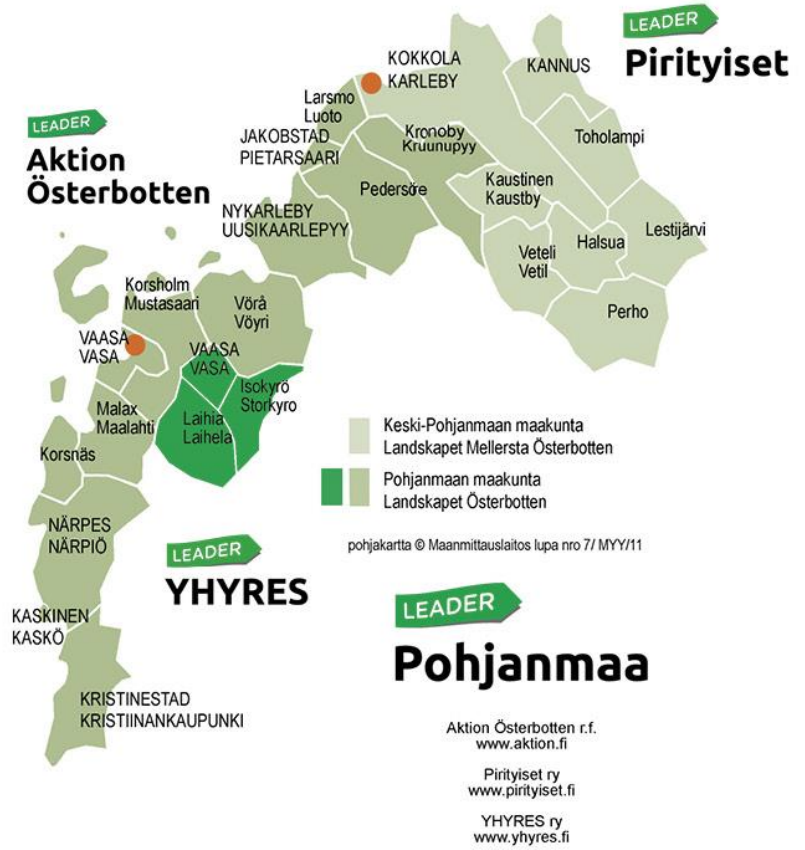 LEADER
Pirityiset
KOKKOLA
KARLEBY
KANNUS
Larsmo
Luoto
LEADER
Aktion
Österbotten
JAKOBSTAD
PIETARSAARI
Kronoby
Kruunupyy
Toholampi
Pedersöre
Kaustinen
Kaustby
NYKARLEBY
UUSIKAARLEPYY
Lestijärvi
Halsua
Veteli
Vetil
Korsholm
Mustasaari
Vörå
Vöyri
Perho
VAASA
VASA
VAASA
VASA
Isokyrö
Storkyro
Malax
Maalahti
Laihia
Laihela
Korsnäs
Keski-Pohjanmaan maakunta
Landskapet Mellersta Österbotten
Pohjanmaan maakunta
Landskapet Österbotten
NÄRPES
NÄRPIÖ
pohjakartta © Maanmittauslaitos lupa nro 7/ MYY/11
LEADER
YHYRES
KASKINEN
KASKÖ
LEADER
Pohjanmaa
KRISTINESTAD
KRISTIINANKAUPUNKI
Aktion Österbotten r.f.
www.aktion.fi
Pirityiset ry
www.pirityiset.fi
YHYRES ry
www.yhyres.fi